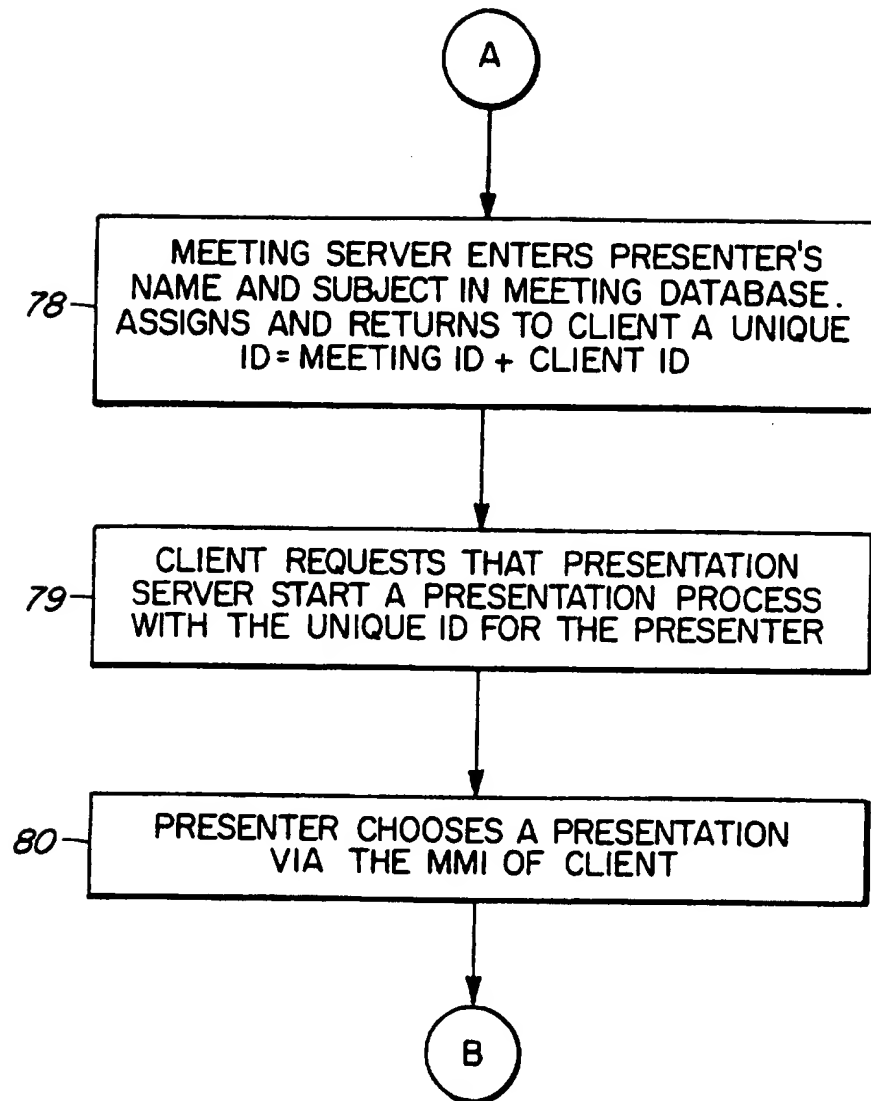 A
78
MEETING SERVER ENTERS PRESENTER'S
NAME AND SUBJECT IN MEETING DATABASE.
ASSIGNS AND RETURNS TO CLIENT A UNIQUE
ID = MEETING ID + CLIENT ID
79
CLIENT REQUESTS THAT PRESENTATION
SERVER START A PRESENTATION PROCESS
WITH THE UNIQUE ID FOR THE PRESENTER
80
PRESENTER CHOOSES A PRESENTATION
VIA THE MMI OF CLIENT
B